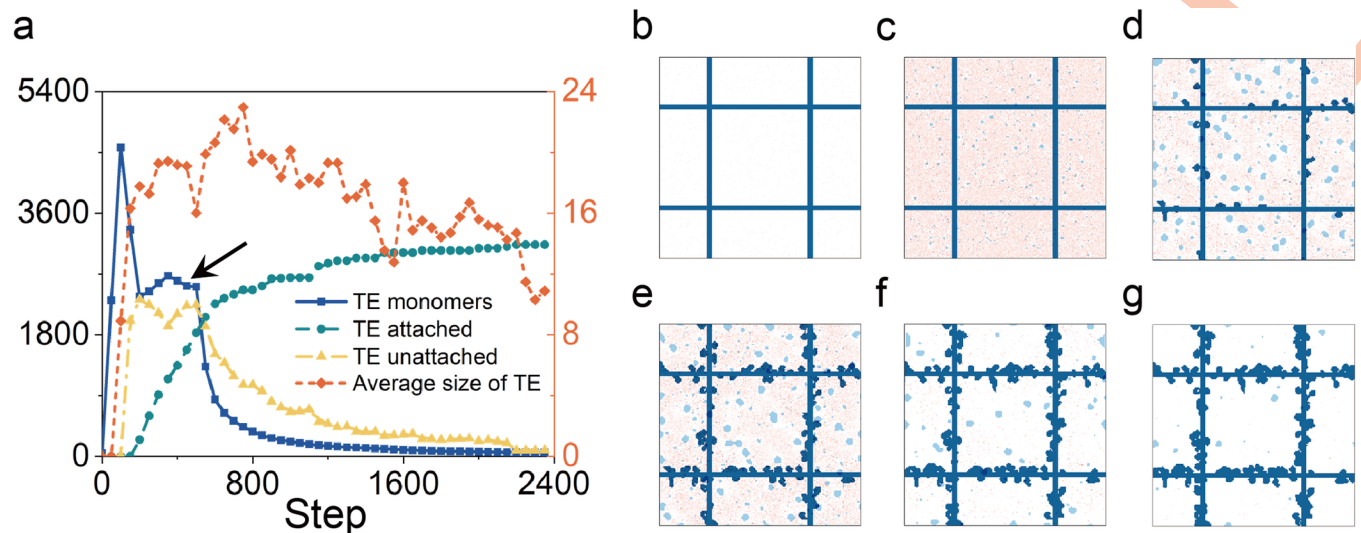 a
b
c
d
5400
3600
1800
0
24
16
8
0
TE monomers
TE attached
TE unattached
Average size of TE
0
800
1600
2400
Step
e
f
g